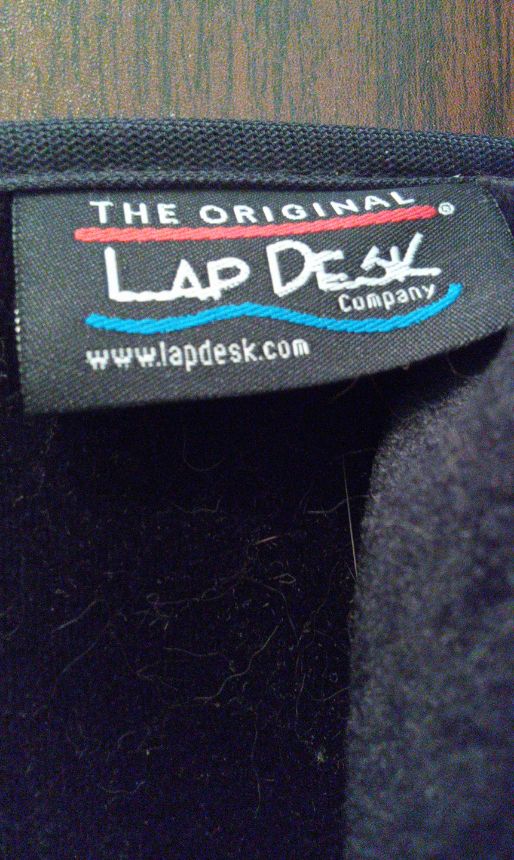 THE ORIGINAL®
LAP DESK
Company
www.lapdesk.com